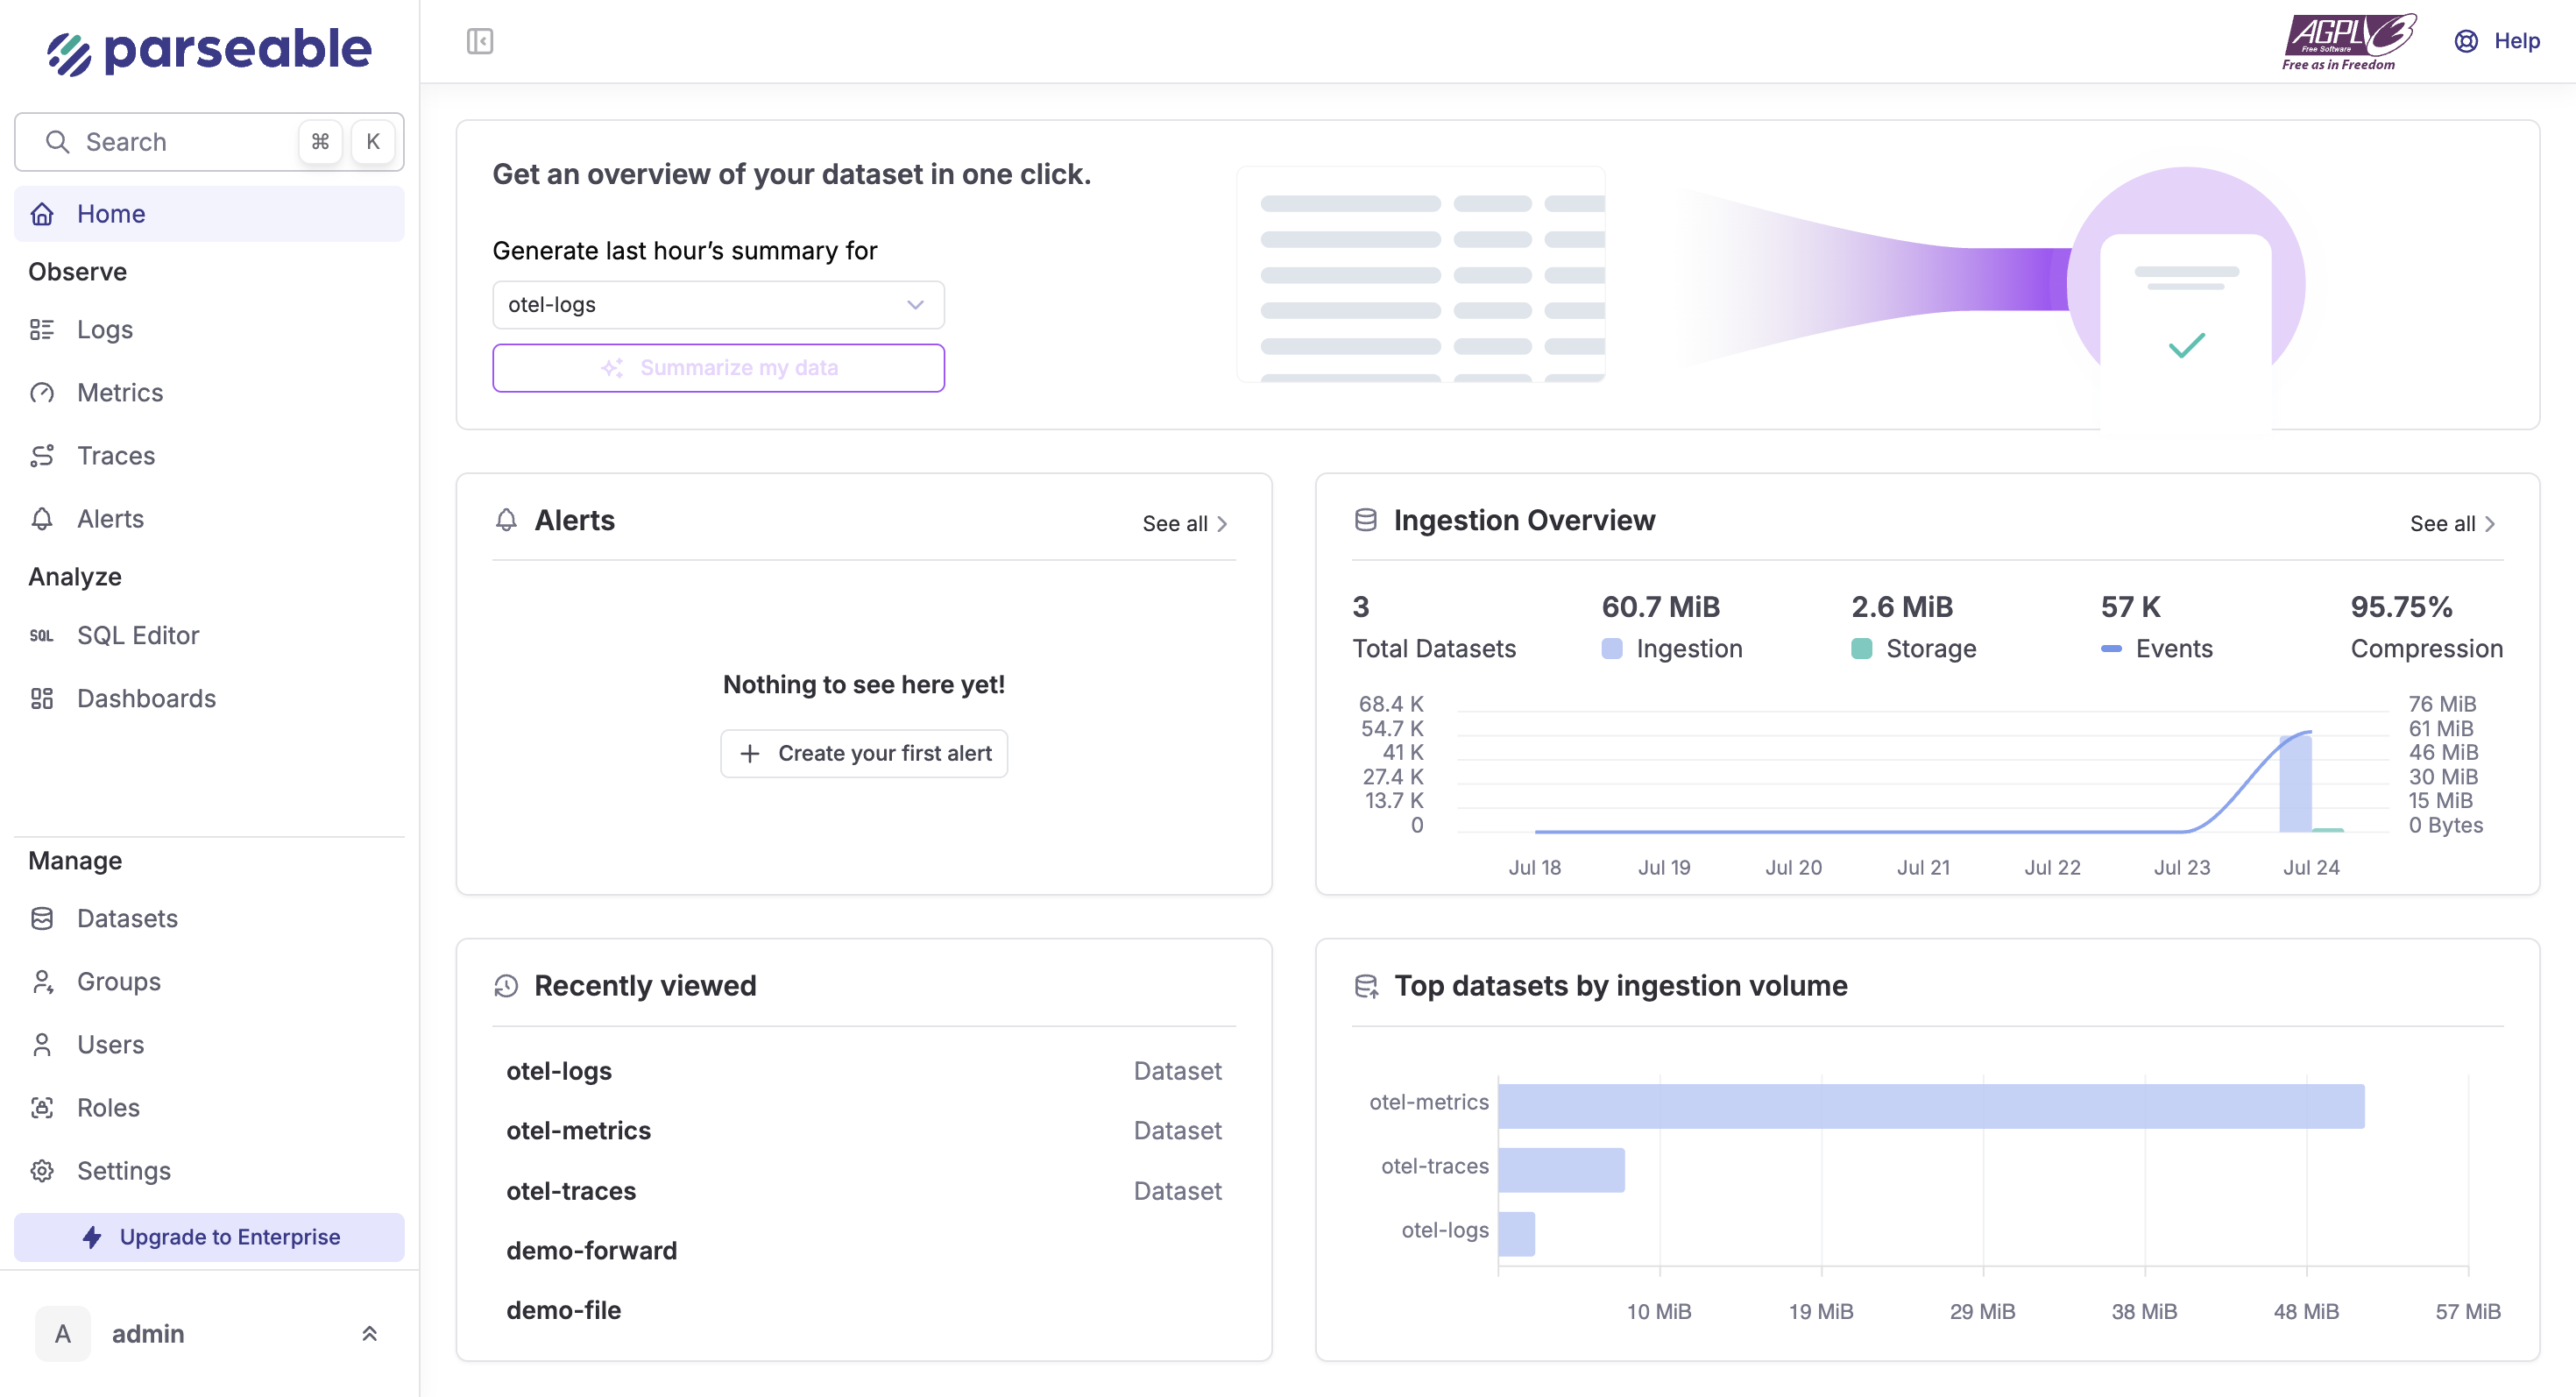 parseable
Search ⌘ K
Home
Observe
Logs
Metrics
Traces
Alerts
Analyze
SQL SQL Editor
Dashboards
Manage
Datasets
Groups
Users
Roles
Settings
Upgrade to Enterprise
A admin
AGPLv3
Free Software
Free as in Freedom
Help
Get an overview of your dataset in one click.
Generate last hour’s summary for
otel-logs
Summarize my data
Alerts
See all
Nothing to see here yet!
+ Create your first alert
Ingestion Overview
See all
3 60.7 MiB 2.6 MiB 57 K 95.75%
Total Datasets Ingestion Storage Events Compression
68.4 K 76 MiB
54.7 K 61 MiB
41 K 46 MiB
27.4 K 30 MiB
13.7 K 15 MiB
0 0 Bytes
Jul 18 Jul 19 Jul 20 Jul 21 Jul 22 Jul 23 Jul 24
Recently viewed
otel-logs Dataset
otel-metrics Dataset
otel-traces Dataset
demo-forward
demo-file
Top datasets by ingestion volume
otel-metrics
otel-traces
otel-logs
10 MiB 19 MiB 29 MiB 38 MiB 48 MiB 57 MiB